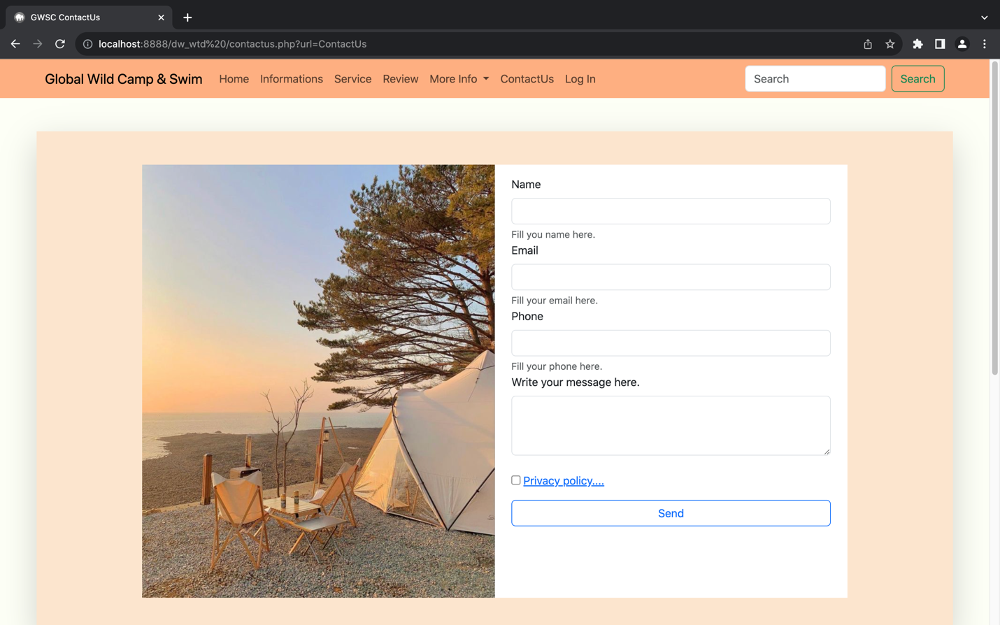 GWSC ContactUs
localhost:8888/dw_wtd%20/contactus.php?url=ContactUs
Global Wild Camp & Swim Home Informations Service Review More Info ContactUs Log In Search Search
Name
Fill you name here.
Email
Fill your email here.
Phone
Fill your phone here.
Write your message here.
Privacy policy....
Send